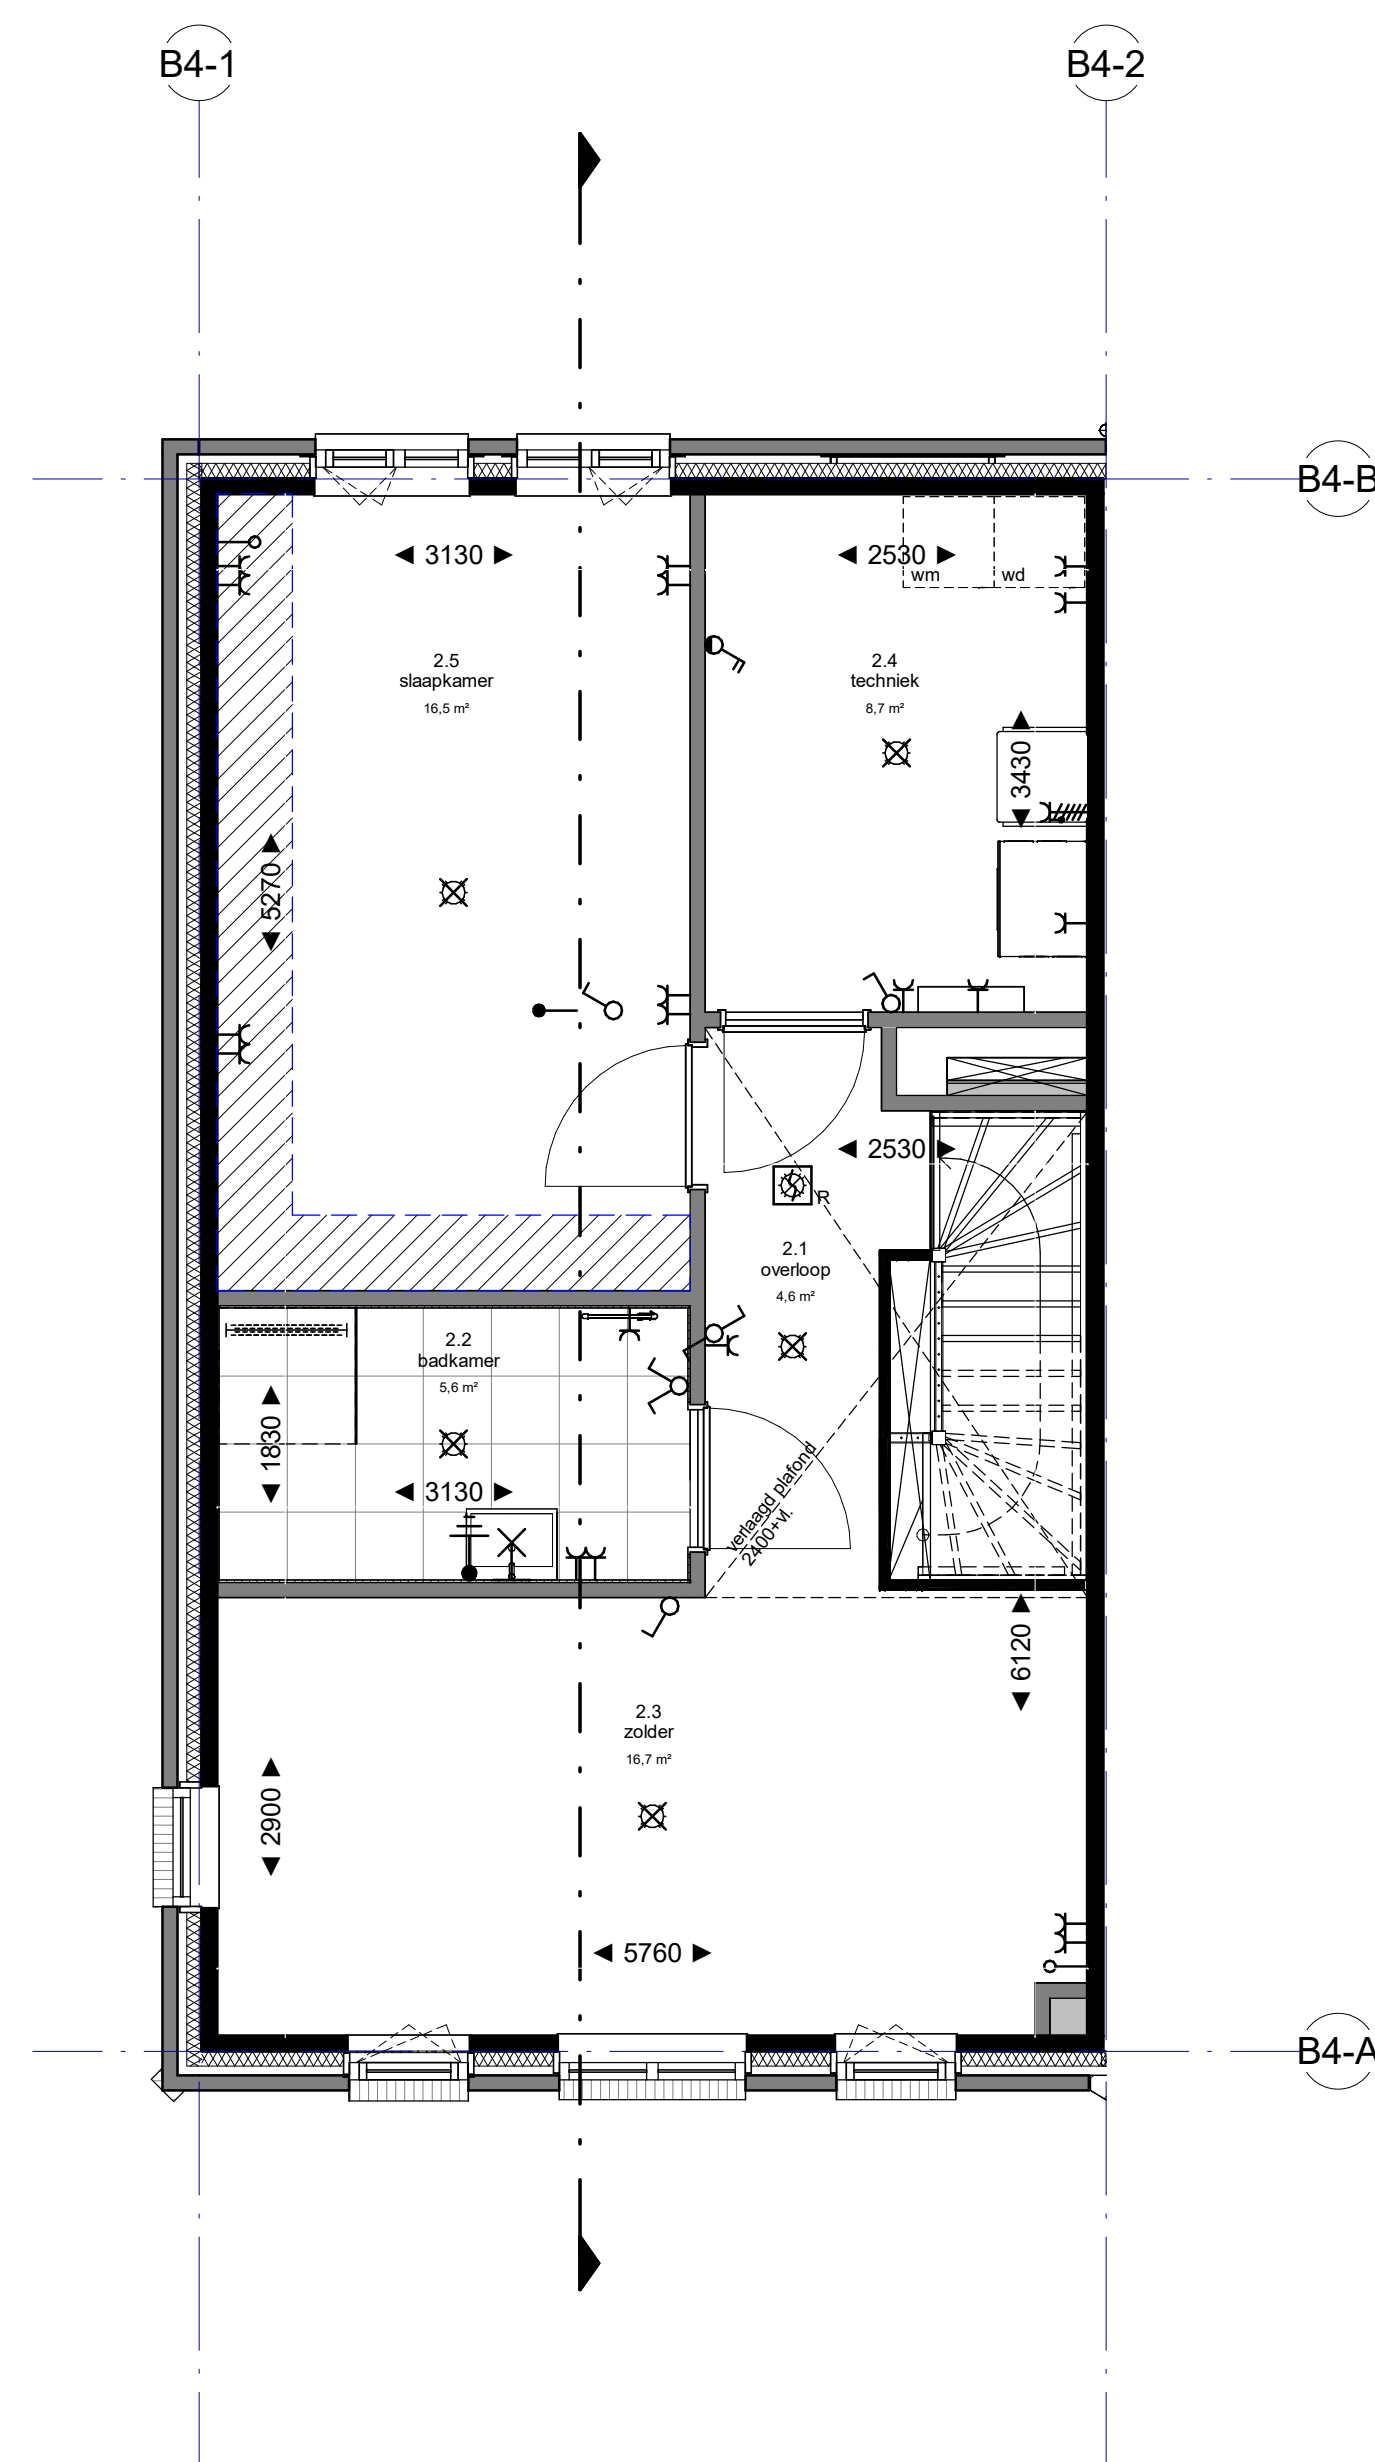 B4-1
B4-2
B4-B
3130
2530
wm
wd
2.5
slaapkamer
16,5 m²
2.4
techniek
8,7 m²
3430
5270
2530
R
2.1
overloop
4,6 m²
2.2
badkamer
5,6 m²
1830
3130
verlaagd plafond
2400+vl.
6120
2.3
zolder
16,7 m²
2900
5760
B4-A